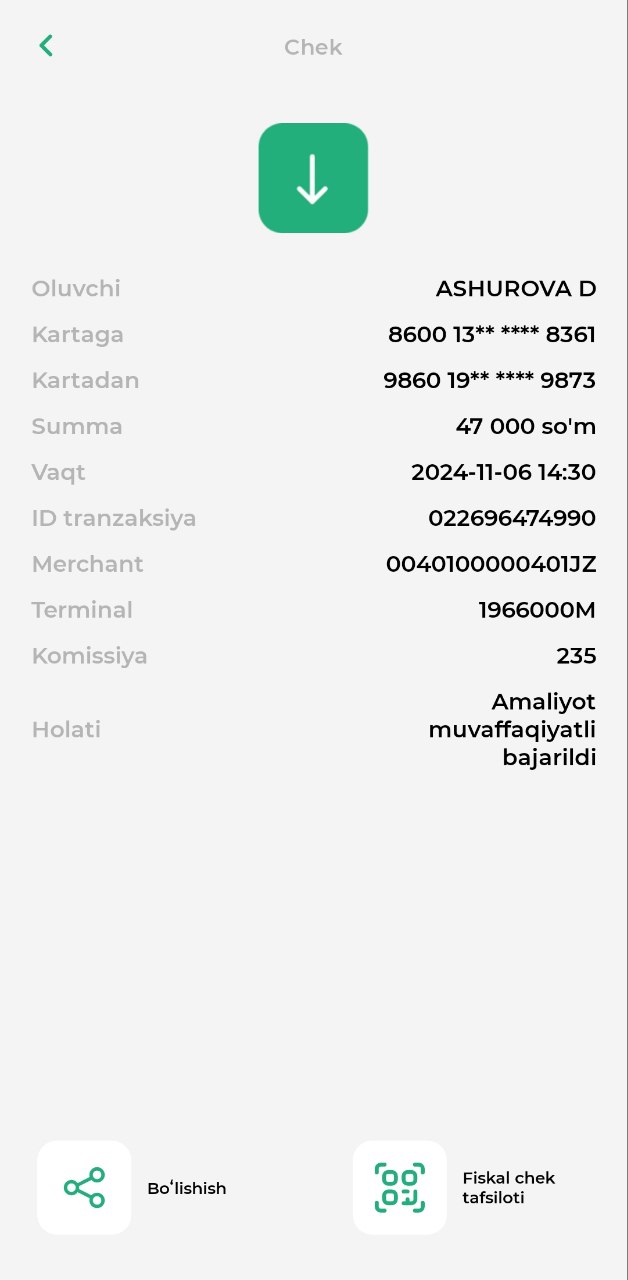 Chek
Oluvchi ASHUROVA D
Kartaga 8600 13** **** 8361
Kartadan 9860 19** **** 9873
Summa 47 000 so'm
Vaqt 2024-11-06 14:30
ID tranzaksiya 022696474990
Merchant 0040100000401JZ
Terminal 1966000M
Komissiya 235
Holati Amaliyot
muvaffaqiyatli
bajarildi
Boʻlishish
Fiskal chek
tafsiloti